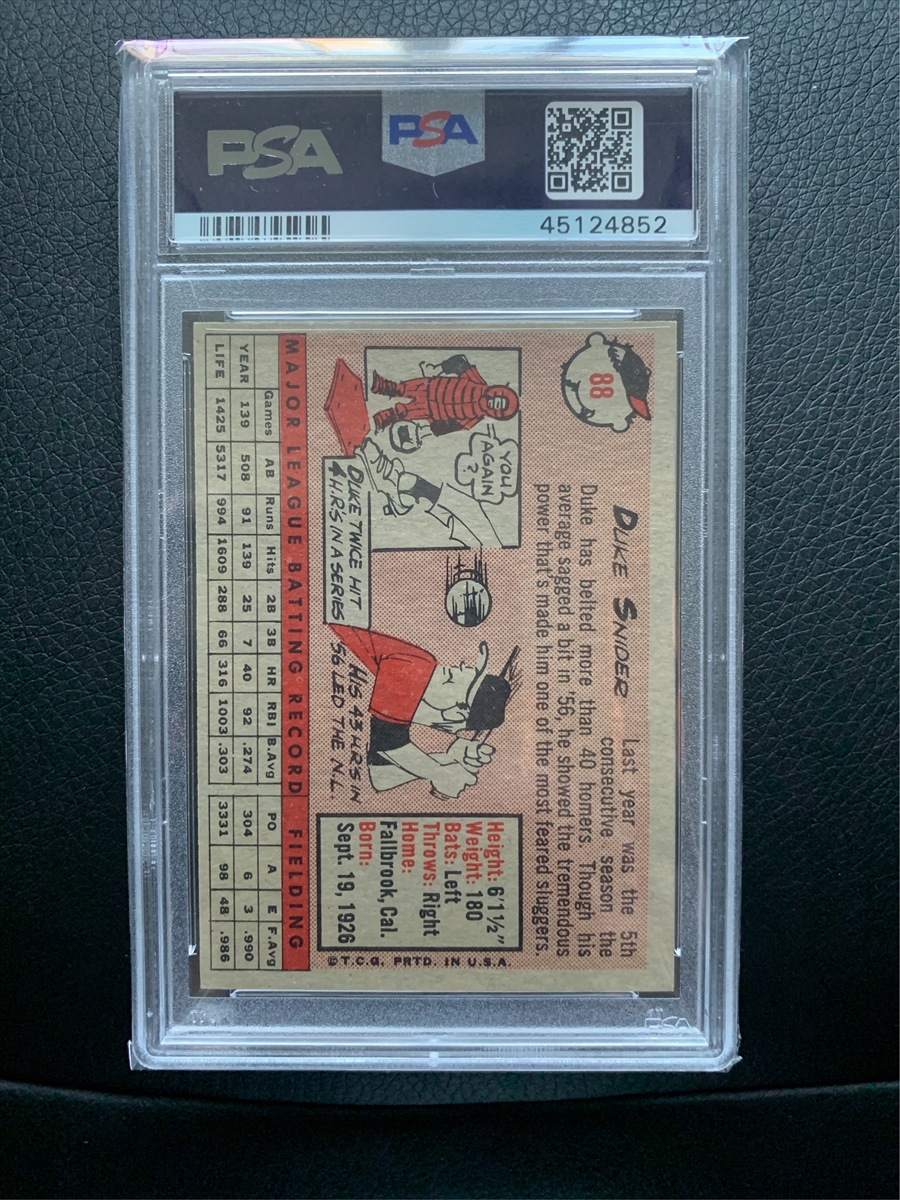 PSA
PSA
45124852
88
DUKE SNIDER
Last year was the 5th
consecutive season the
Duke has belted more than 40 homers. Though his
average sagged a bit in '56, he showed the tremendous
power that's made him one of the most feared sluggers.
YOU
AGAIN
?
DUKE TWICE HIT
4 H.R.'S IN A SERIES
HIS 43 H.R.'S IN
'56 LED THE N.L.
Height: 6'1½"
Weight: 180
Bats: Left
Throws: Right
Home:
Fallbrook, Cal.
Born:
Sept. 19, 1926
©T.C.G. PRTD. IN U.S.A.
MAJOR LEAGUE BATTING RECORD FIELDING
Games AB Runs Hits 2B 3B HR RBI B.Avg PO A E F.Avg
YEAR 139 508 91 139 25 7 40 92 .274 304 6 3 .990
LIFE 1425 5317 994 1609 288 66 316 1003 .303 3331 98 48 .986
PSA